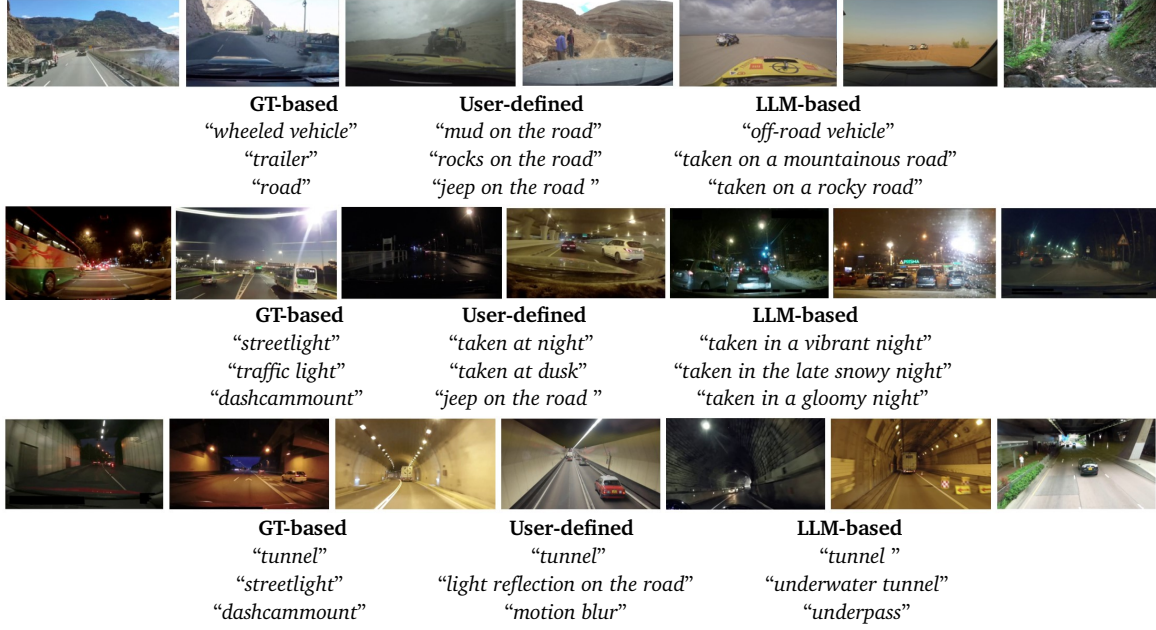 GT-based User-defined LLM-based
“wheeled vehicle” “mud on the road” “off-road vehicle”
“trailer” “rocks on the road” “taken on a mountainous road”
“road” “jeep on the road ” “taken on a rocky road”
GT-based User-defined LLM-based
“streetlight” “taken at night” “taken in a vibrant night”
“traffic light” “taken at dusk” “taken in the late snowy night”
“dashcammount” “jeep on the road ” “taken in a gloomy night”
GT-based User-defined LLM-based
“tunnel” “tunnel” “tunnel ”
“streetlight” “light reflection on the road” “underwater tunnel”
“dashcammount” “motion blur” “underpass”